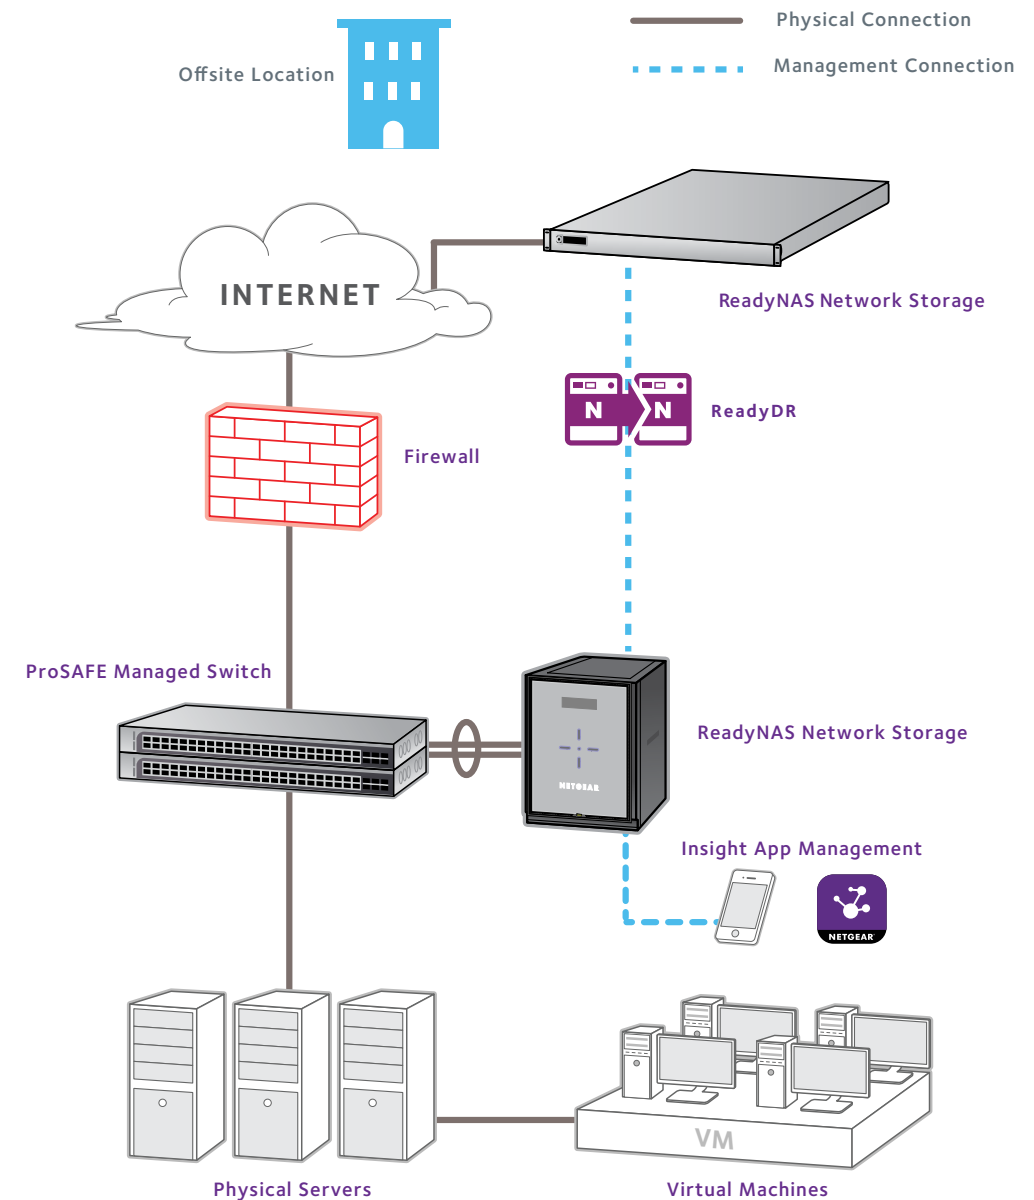 Physical Connection
Offsite Location
Management Connection
INTERNET
ReadyNAS Network Storage
N N
ReadyDR
Firewall
ProSAFE Managed Switch
ReadyNAS Network Storage
NETGEAR
Insight App Management
NETGEAR
VM
Physical Servers
Virtual Machines